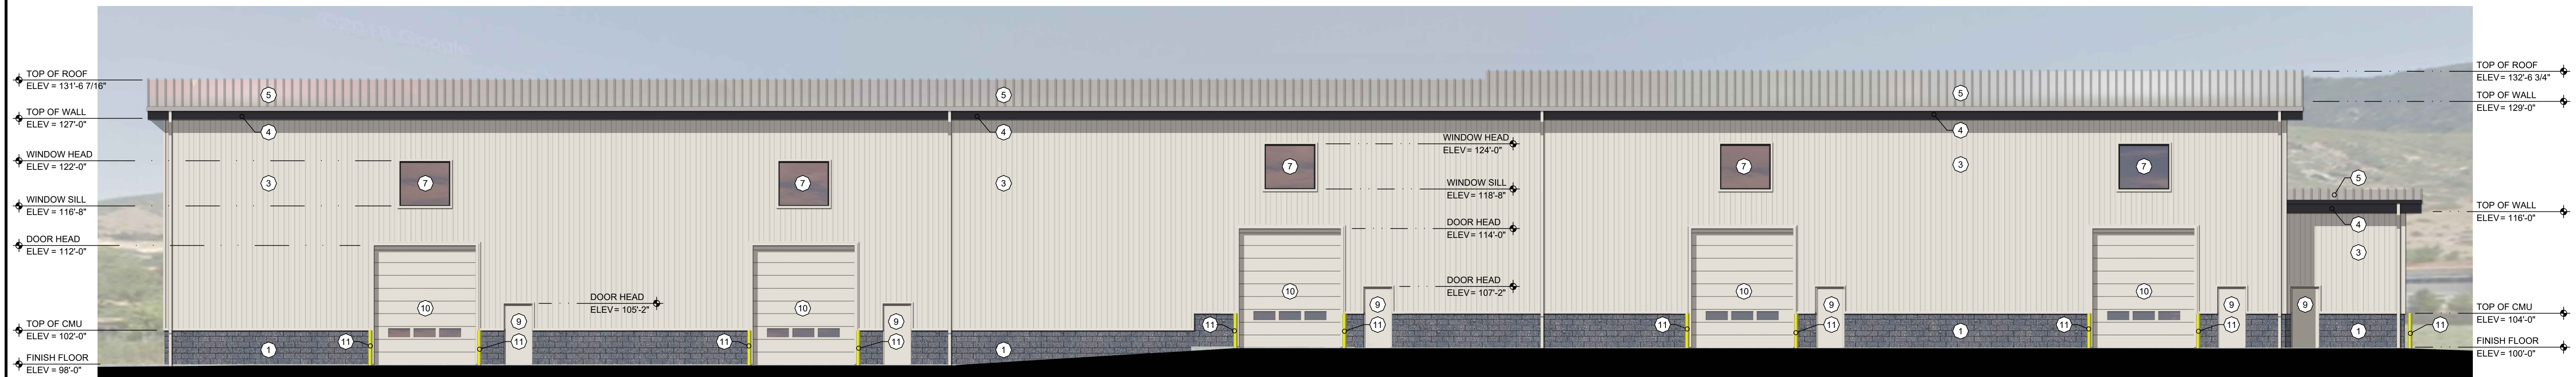 TOP OF ROOF
ELEV = 131'-6 7/16"
TOP OF WALL
ELEV = 127'-0"
WINDOW HEAD
ELEV = 122'-0"
WINDOW SILL
ELEV = 116'-8"
DOOR HEAD
ELEV = 112'-0"
TOP OF CMU
ELEV = 102'-0"
FINISH FLOOR
ELEV = 98'-0"
5
5
5
4
4
4
3
3
3
7
7
7
7
7
WINDOW HEAD
ELEV = 124'-0"
WINDOW SILL
ELEV = 118'-8"
DOOR HEAD
ELEV = 114'-0"
DOOR HEAD
ELEV = 107'-2"
DOOR HEAD
ELEV = 105'-2"
10
10
10
10
10
9
9
9
9
9
9
11
11
11
11
11
11
11
11
11
11
11
1
1
1
1
5
4
3
TOP OF ROOF
ELEV = 132'-6 3/4"
TOP OF WALL
ELEV = 129'-0"
TOP OF WALL
ELEV = 116'-0"
TOP OF CMU
ELEV = 104'-0"
FINISH FLOOR
ELEV = 100'-0"